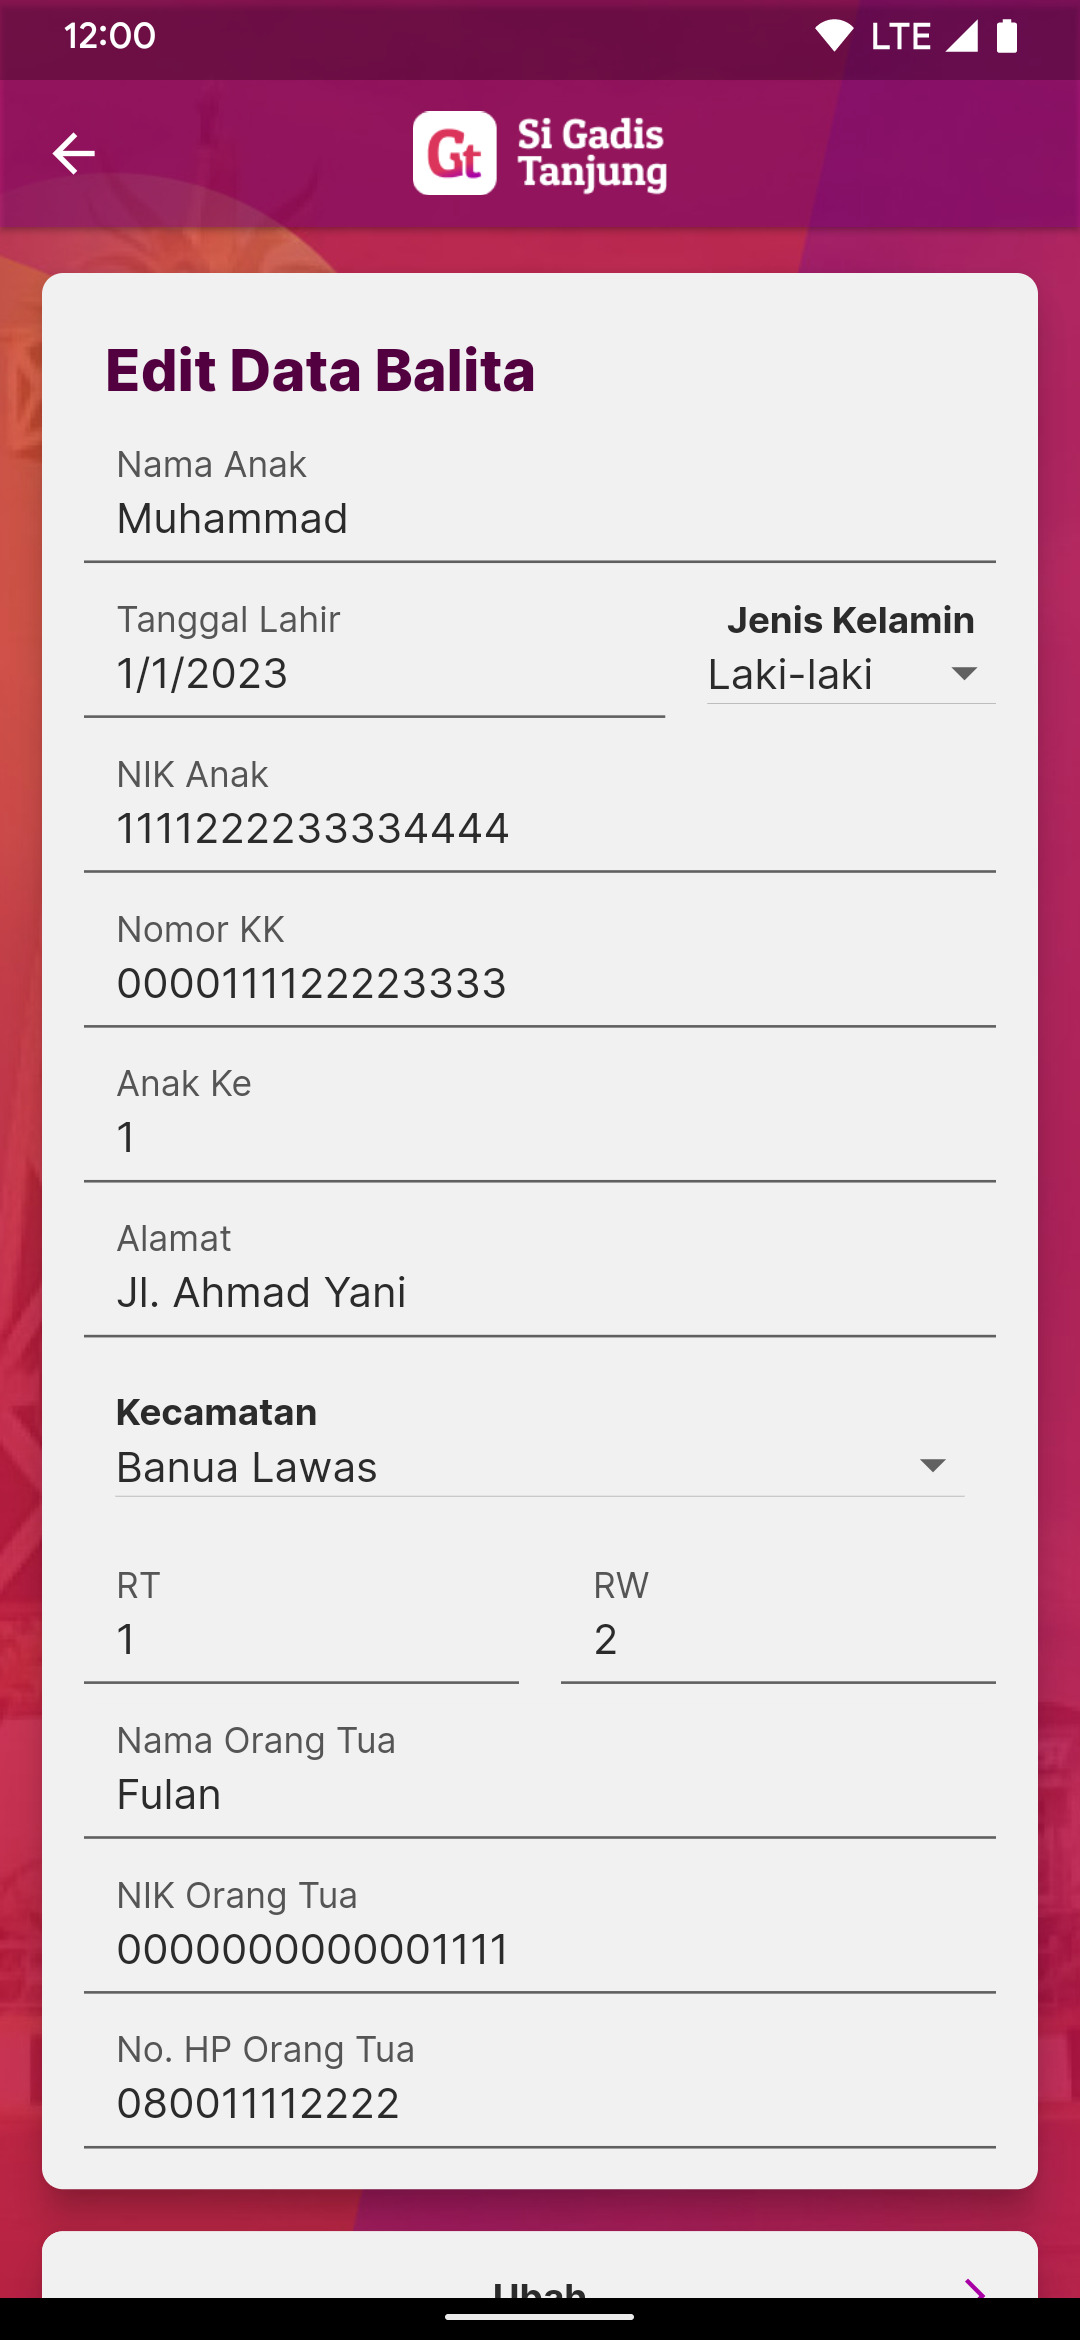 12:00
LTE
Gt
Si Gadis
Tanjung
Edit Data Balita
Nama Anak
Muhammad
Tanggal Lahir
Jenis Kelamin
1/1/2023
Laki-laki
NIK Anak
1111222233334444
Nomor KK
0000111122223333
Anak Ke
1
Alamat
Jl. Ahmad Yani
Kecamatan
Banua Lawas
RT
RW
1
2
Nama Orang Tua
Fulan
NIK Orang Tua
0000000000001111
No. HP Orang Tua
080011112222
Ubah